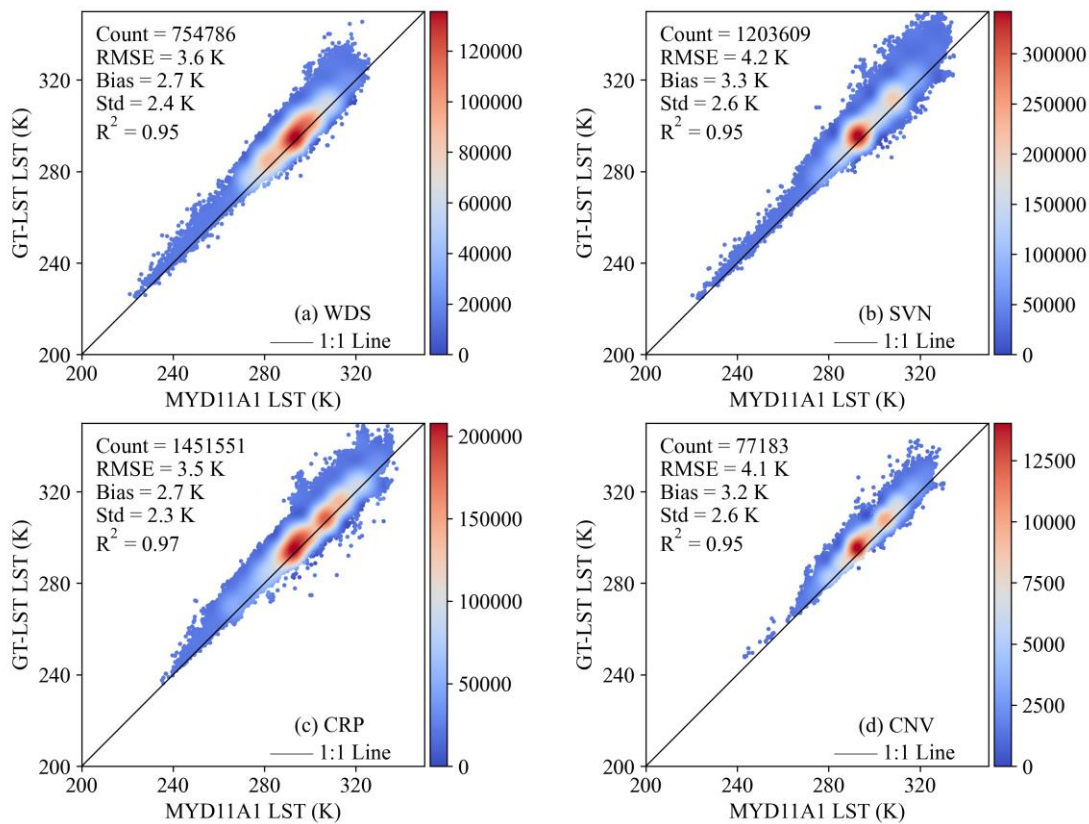 Count = 754786
RMSE = 3.6 K
Bias = 2.7 K
Std = 2.4 K
R² = 0.95
320
280
240
200
GT-LST LST (K)
(a) WDS
1:1 Line
200 240 280 320
MYD11A1 LST (K)
120000
100000
80000
60000
40000
20000
0
Count = 1203609
RMSE = 4.2 K
Bias = 3.3 K
Std = 2.6 K
R² = 0.95
320
280
240
200
GT-LST LST (K)
(b) SVN
1:1 Line
200 240 280 320
MYD11A1 LST (K)
300000
250000
200000
150000
100000
50000
0
Count = 1451551
RMSE = 3.5 K
Bias = 2.7 K
Std = 2.3 K
R² = 0.97
320
280
240
200
GT-LST LST (K)
(c) CRP
1:1 Line
200 240 280 320
MYD11A1 LST (K)
200000
150000
100000
50000
0
Count = 77183
RMSE = 4.1 K
Bias = 3.2 K
Std = 2.6 K
R² = 0.95
320
280
240
200
GT-LST LST (K)
(d) CNV
1:1 Line
200 240 280 320
MYD11A1 LST (K)
12500
10000
7500
5000
2500
0